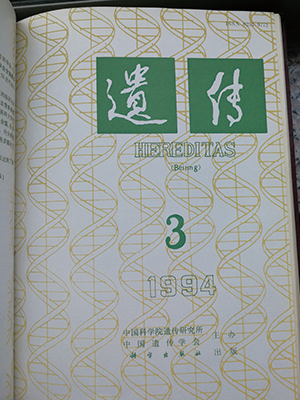 遺传
HEREDITAS
(Beijing)
3
1994
中国科学院遗传研究所 主办
中国遗传学会
科学出版社 出版